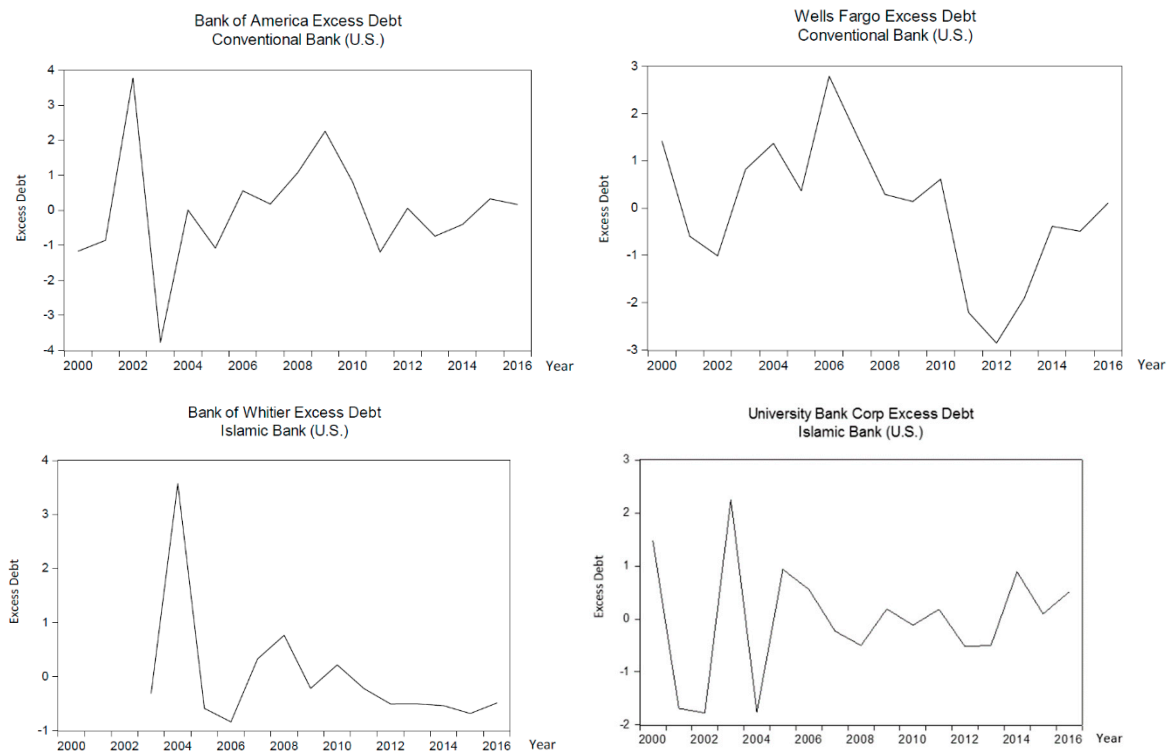 Bank of America Excess Debt
Conventional Bank (U.S.)
4
3
2
1
0
-1
-2
-3
-4
Excess Debt
2000 2002 2004 2006 2008 2010 2012 2014 2016 Year
Wells Fargo Excess Debt
Conventional Bank (U.S.)
3
2
1
0
-1
-2
-3
Excess Debt
2000 2002 2004 2006 2008 2010 2012 2014 2016 Year
Bank of Whitier Excess Debt
Islamic Bank (U.S.)
4
3
2
1
0
-1
Excess Debt
2000 2002 2004 2006 2008 2010 2012 2014 2016 Year
University Bank Corp Excess Debt
Islamic Bank (U.S.)
3
2
1
0
-1
-2
Excess Debt
2000 2002 2004 2006 2008 2010 2012 2014 2016 Year